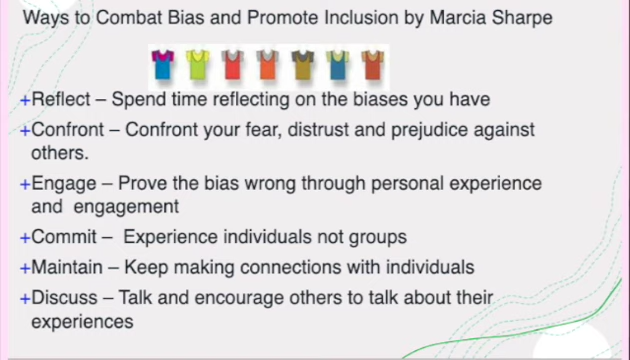 Ways to Combat Bias and Promote Inclusion by Marcia Sharpe
+Reflect – Spend time reflecting on the biases you have
+Confront – Confront your fear, distrust and prejudice against
others.
+Engage – Prove the bias wrong through personal experience
and engagement
+Commit – Experience individuals not groups
+Maintain – Keep making connections with individuals
+Discuss – Talk and encourage others to talk about their
experiences